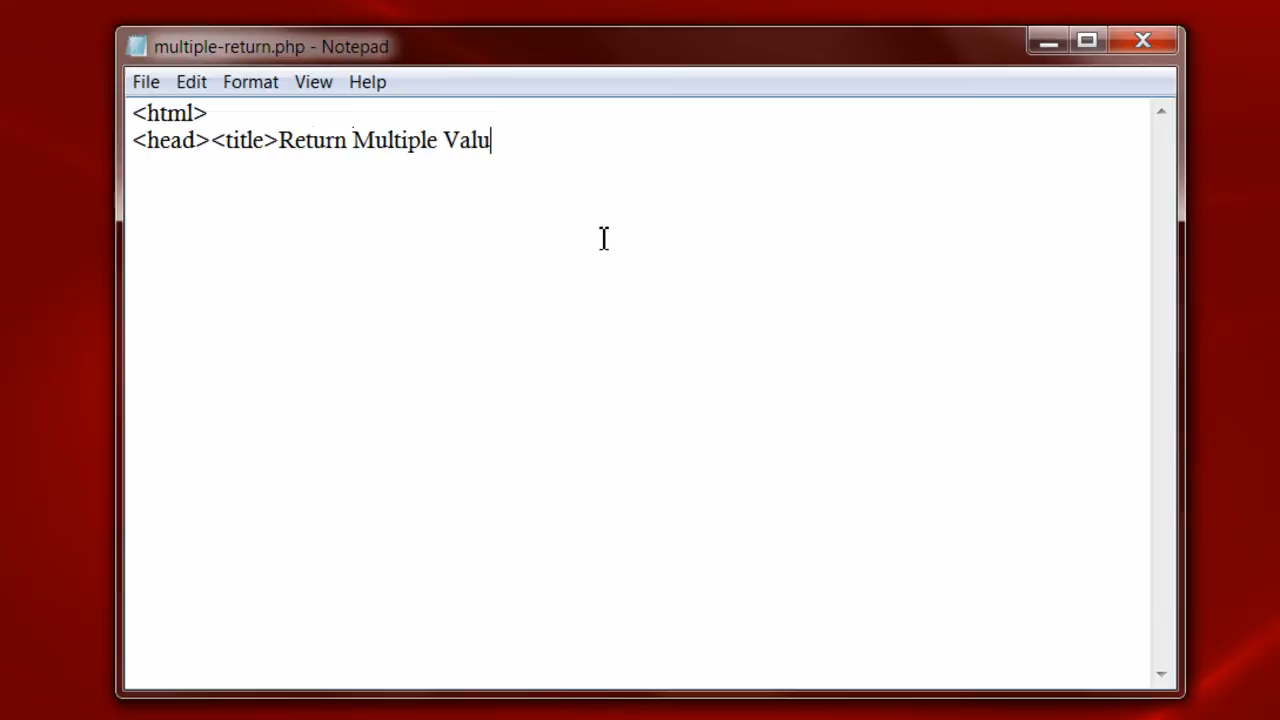 multiple-return.php - Notepad
File Edit Format View Help
<html>
<head><title>Return Multiple Valu